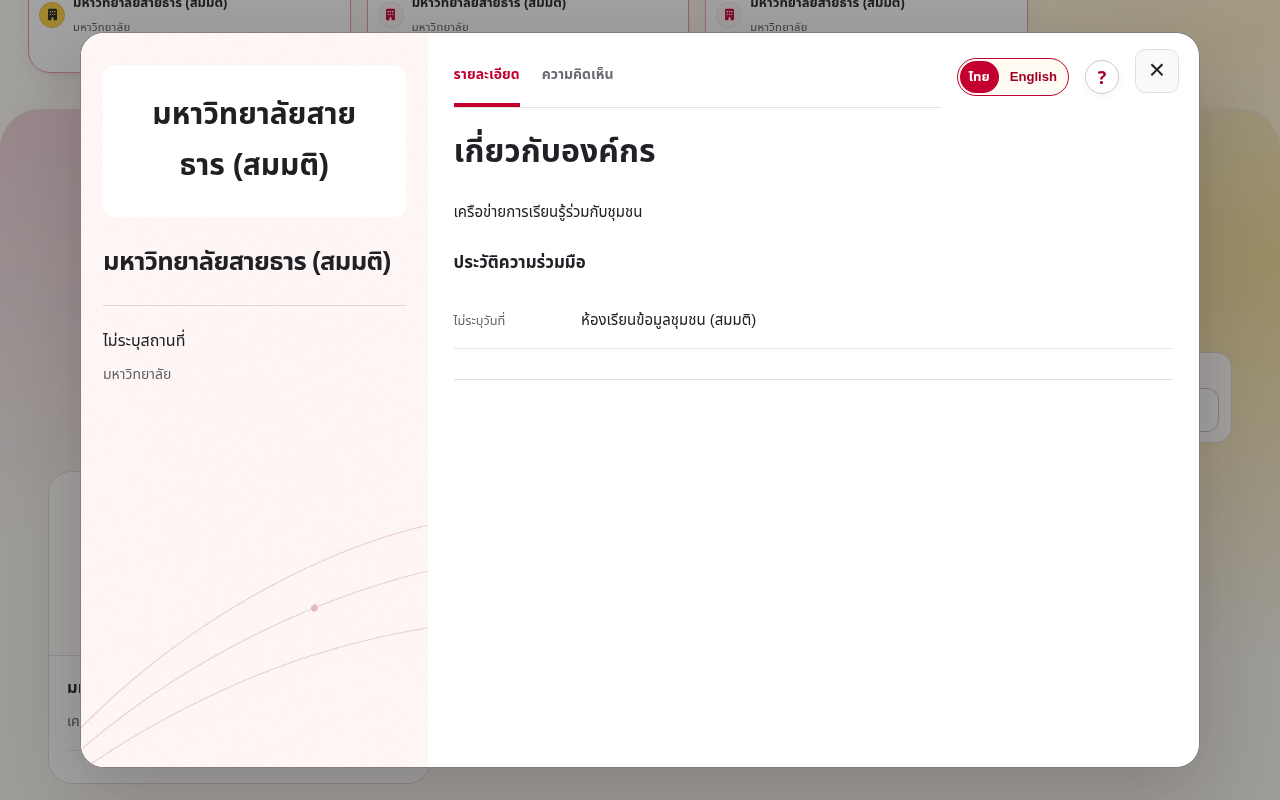 มหาวิทยาลัยสายธาร (สมมติ)
มหาวิทยาลัย
มหาวิทยาลัยสายธาร (สมมติ)
มหาวิทยาลัย
มหาวิทยาลัยสายธาร (สมมติ)
มหาวิทยาลัย
มหาวิทยาลัยสาย
ธาร (สมมติ)
มหาวิทยาลัยสายธาร (สมมติ)
ไม่ระบุสถานที่
มหาวิทยาลัย
รายละเอียด ความคิดเห็น
ไทย English ? ✕
เกี่ยวกับองค์กร
เครือข่ายการเรียนรู้ร่วมกับชุมชน
ประวัติความร่วมมือ
ไม่ระบุวันที่ ห้องเรียนข้อมูลชุมชน (สมมติ)